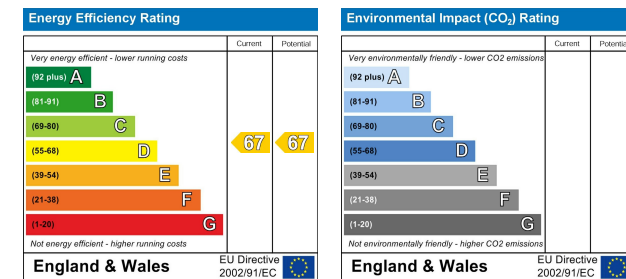 Energy Efficiency Rating
Current Potential
Very energy efficient - lower running costs
(92 plus) A
(81-91) B
(69-80) C
(55-68) D 67 67
(39-54) E
(21-38) F
(1-20) G
Not energy efficient - higher running costs
England & Wales EU Directive
2002/91/EC
Environmental Impact (CO2) Rating
Current Potential
Very environmentally friendly - lower CO2 emissions
(92 plus) A
(81-91) B
(69-80) C
(55-68) D
(39-54) E
(21-38) F
(1-20) G
Not environmentally friendly - higher CO2 emissions
England & Wales EU Directive
2002/91/EC